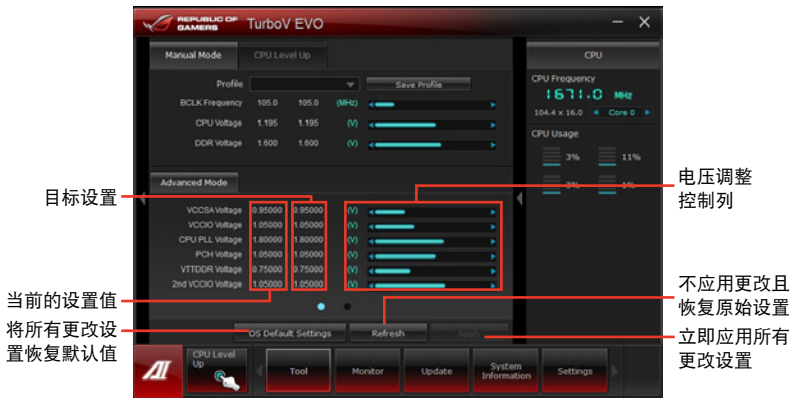 REPUBLIC OF
GAMERS
TurboV EVO
Manual Mode
CPU Level Up
Profile
Save Profile
BCLK Frequency 105.0 105.0 (MHz)
CPU Voltage 1.195 1.195 (V)
DDR Voltage 1.600 1.600 (V)
Advanced Mode
VCCSA Voltage 0.95000 0.95000 (V)
VCCIO Voltage 1.05000 1.05000 (V)
CPU PLL Voltage 1.80000 1.80000 (V)
PCH Voltage 1.05000 1.05000 (V)
VTTDDR Voltage 0.75000 0.75000 (V)
2nd VCCIO Voltage 1.05000 1.05000 (V)
OS Default Settings
Refresh
Apply
CPU
CPU Frequency
1671.0 MHz
104.4 x 16.0 Core 0
CPU Usage
3% 11%
3% 1%
CPU Level
Up
Tool
Monitor
Update
System
Information
Settings
目标设置
当前的设置值
将所有更改设
置恢复默认值
电压调整
控制列
不应用更改且
恢复原始设置
立即应用所有
更改设置